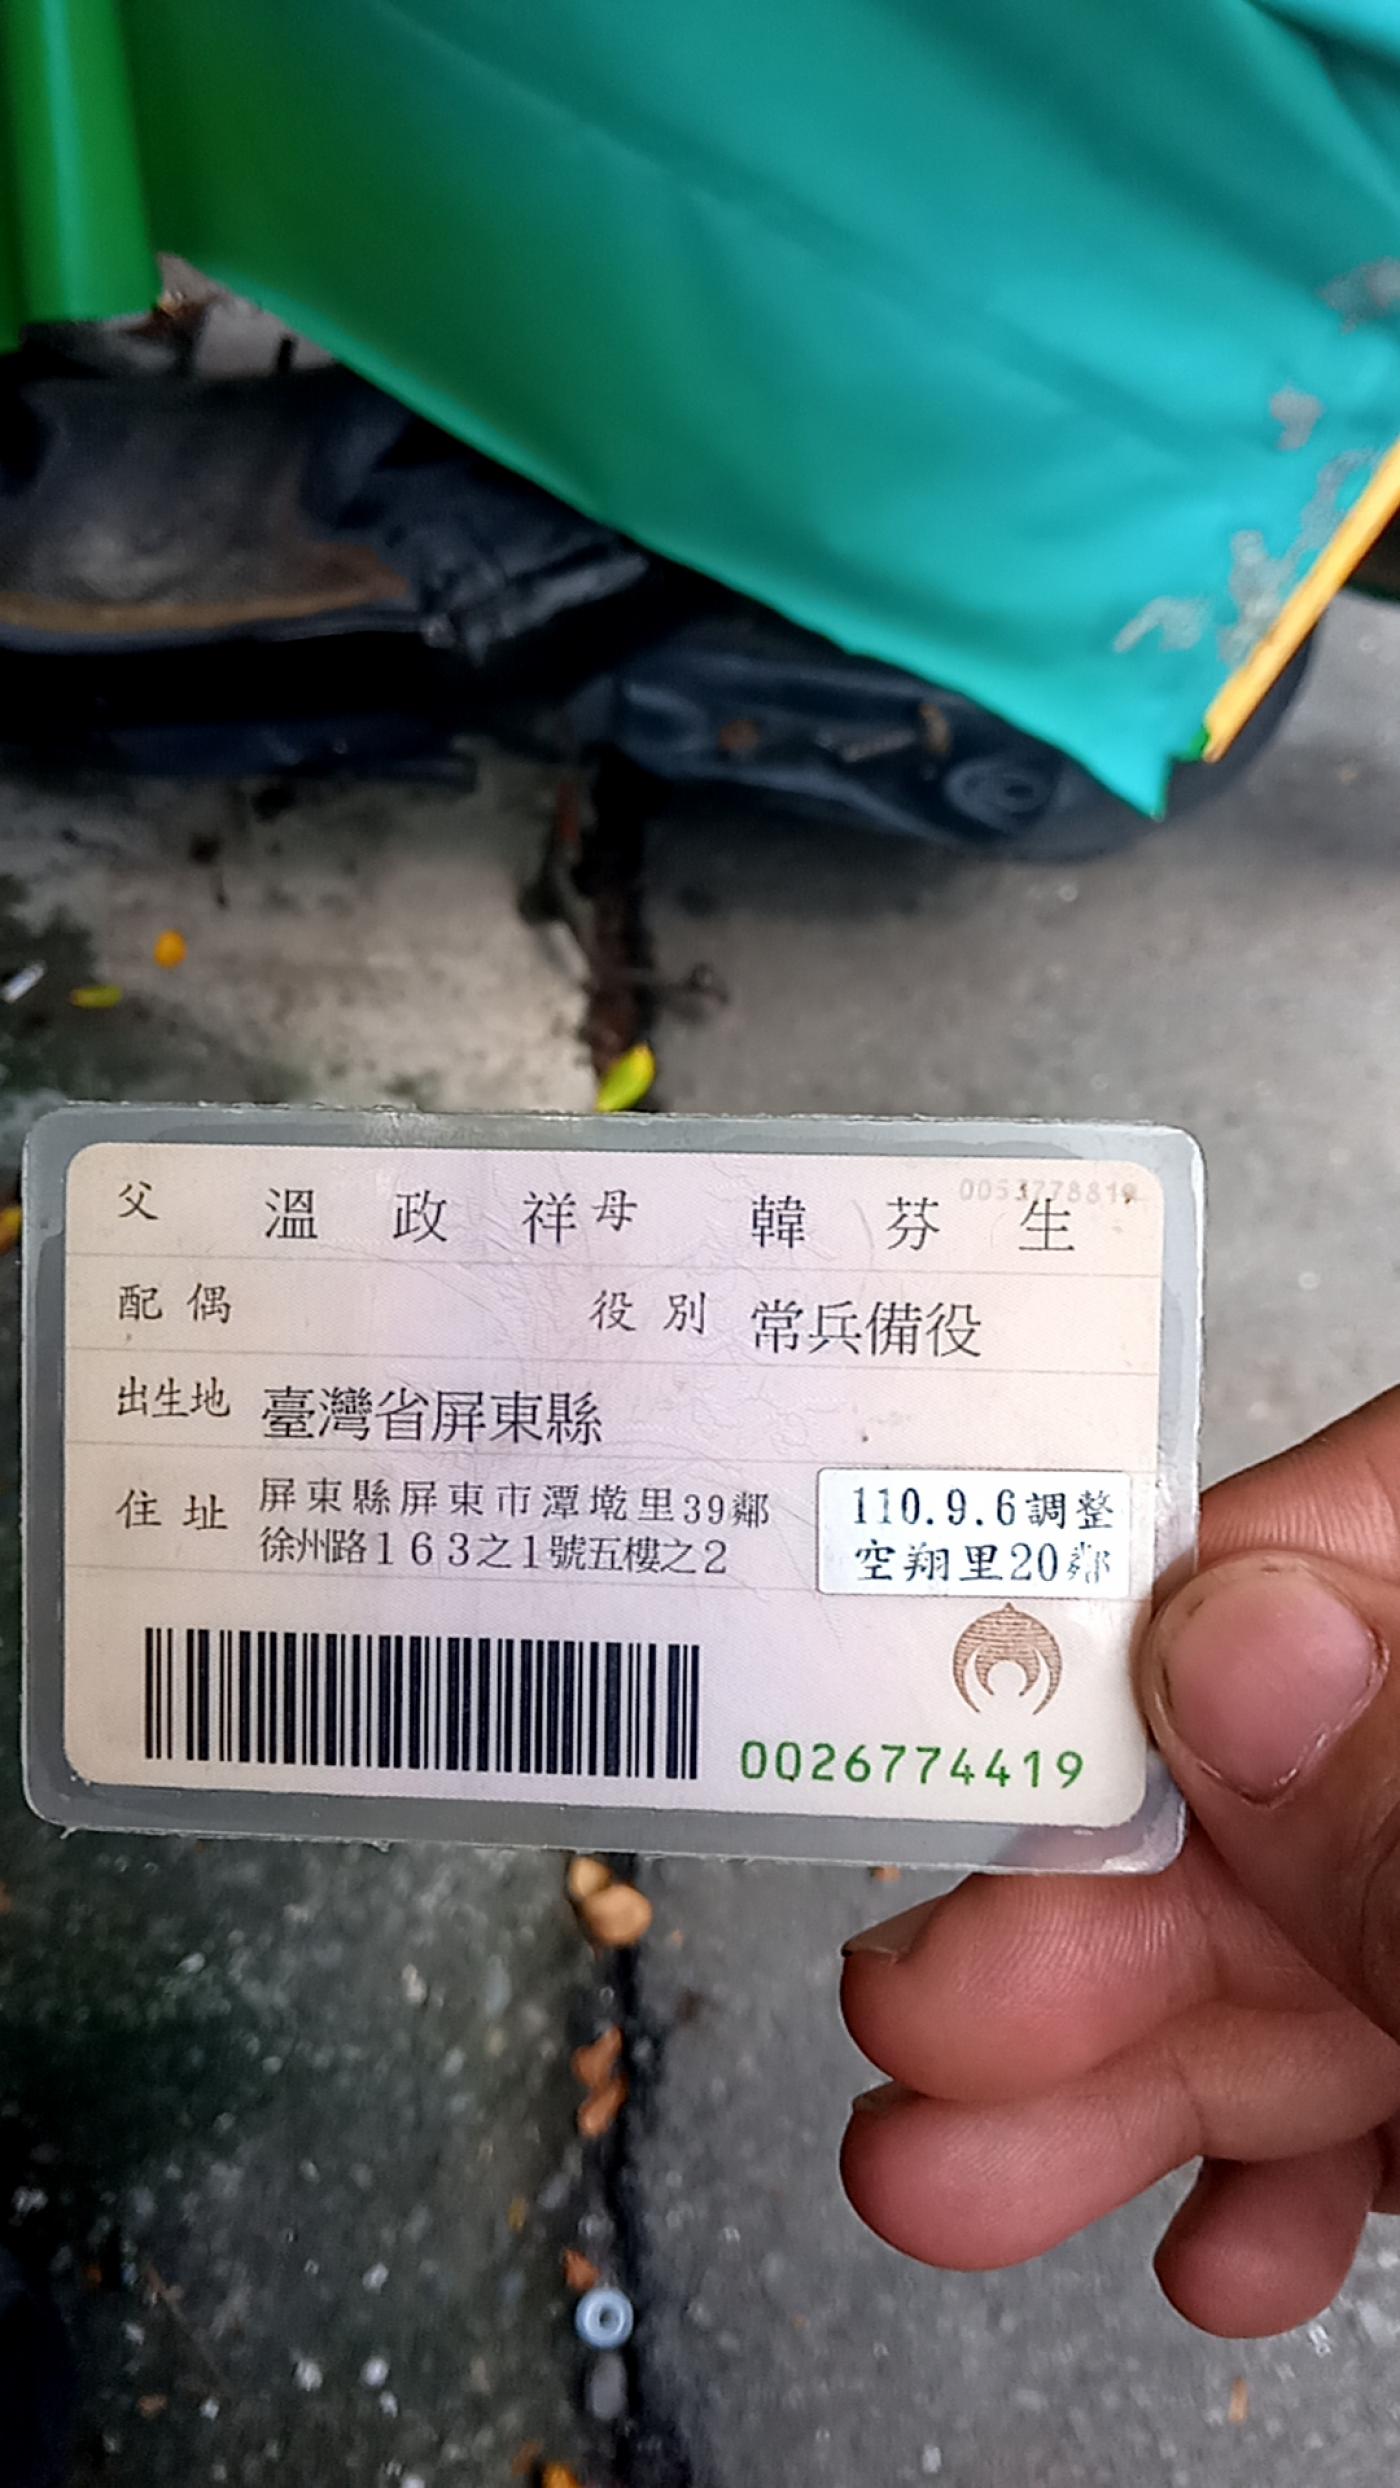 父 溫政祥 母 韓芬生
0053778819
配偶 役別 常兵備役
出生地 臺灣省屏東縣
住址 屏東縣屏東市潭墘里39鄰
徐州路163之1號五樓之2
110.9.6調整
空翔里20鄰
0026774419